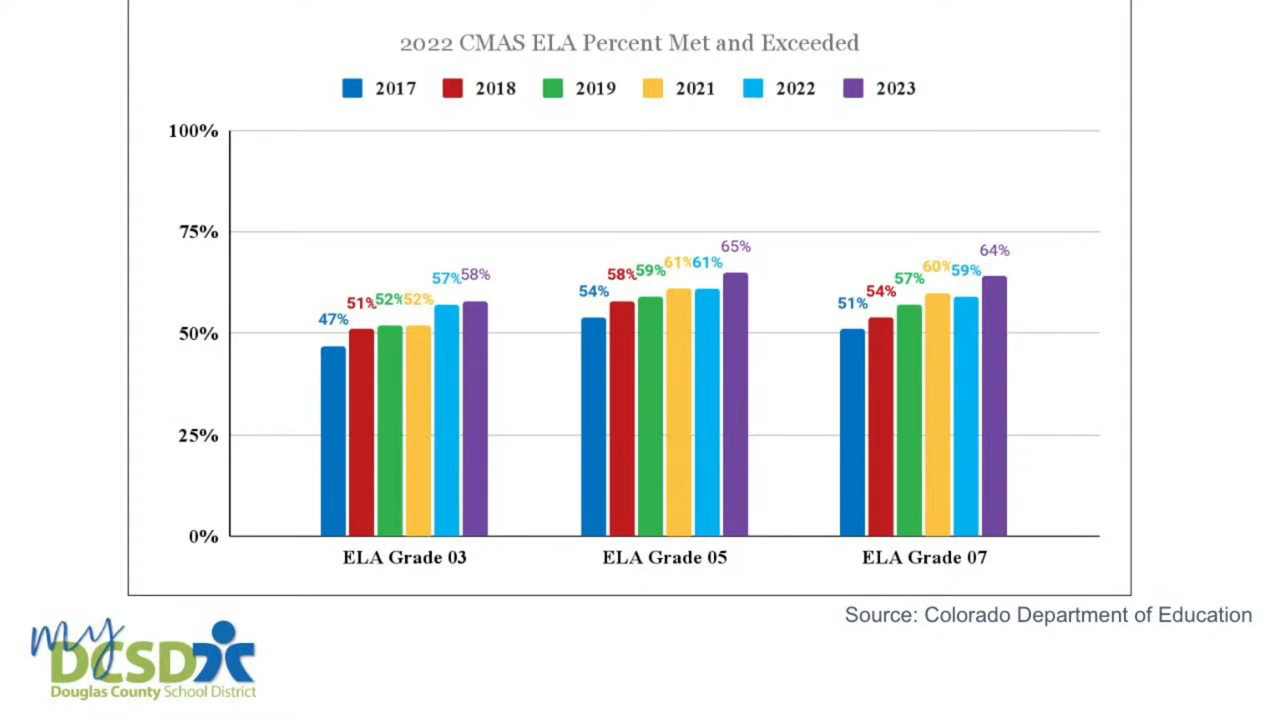 2022 CMAS ELA Percent Met and Exceeded
2017 2018 2019 2021 2022 2023
100%
75%
50%
25%
0%
47% 51% 52% 52% 57% 58%
54% 58% 59% 61% 61% 65%
51% 54% 57% 60% 59% 64%
ELA Grade 03 ELA Grade 05 ELA Grade 07
Source: Colorado Department of Education
my
DCSD
Douglas County School District